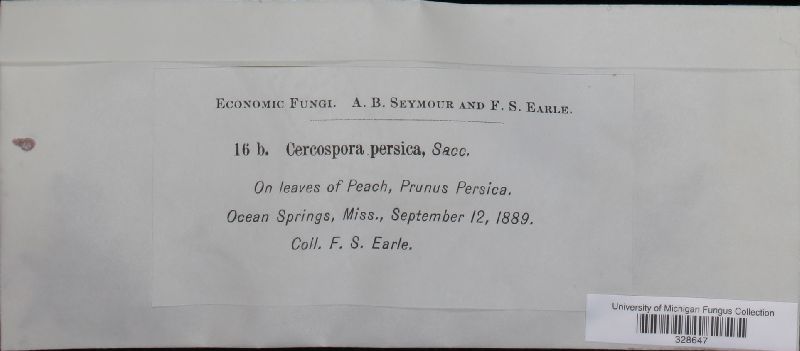 Economic Fungi. A. B. Seymour and F. S. Earle.
16 b. Cercospora persica, Sacc.
On leaves of Peach, Prunus Persica.
Ocean Springs, Miss., September 12, 1889.
Coll. F. S. Earle.
University of Michigan Fungus Collection
328647